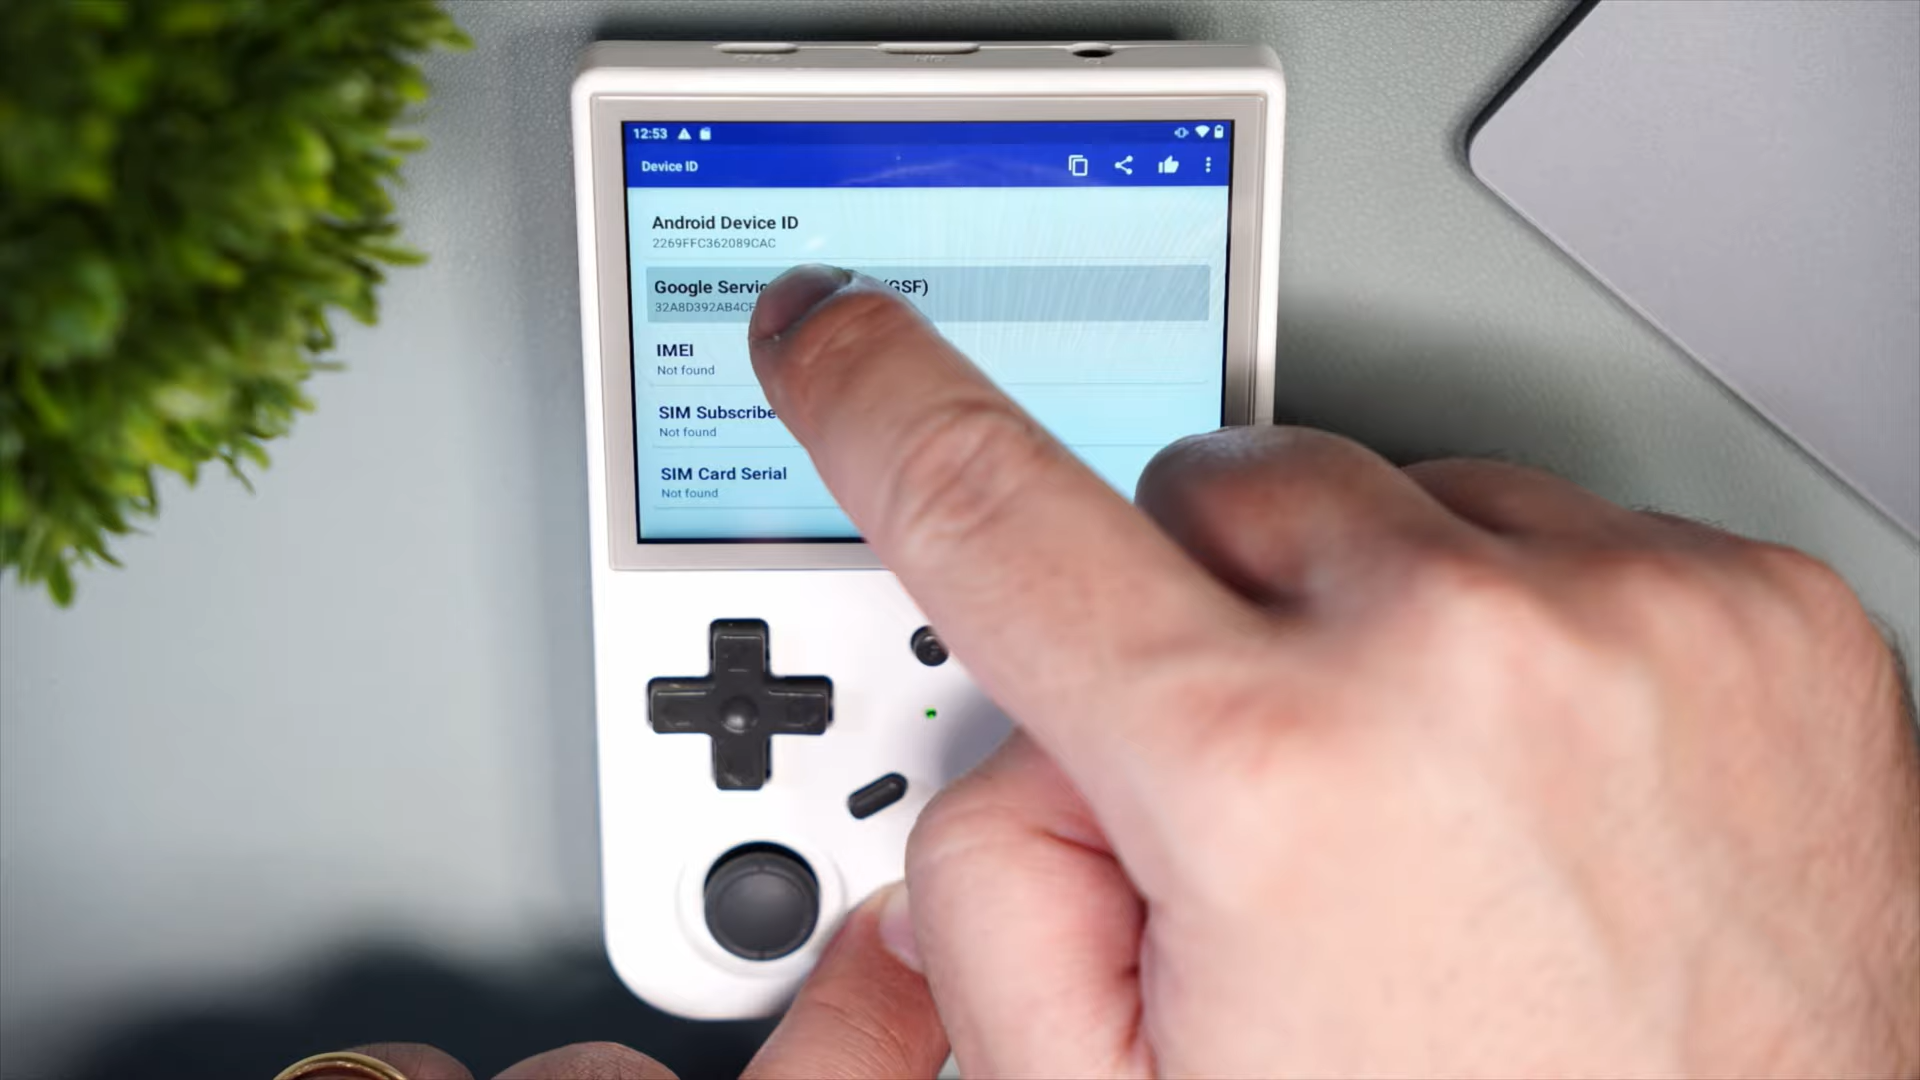 12:53
Device ID
Android Device ID
2269FFC362089CAC
Google Servic (GSF)
32A8D392AB4CF
IMEI
Not found
SIM Subscribe
Not found
SIM Card Serial
Not found